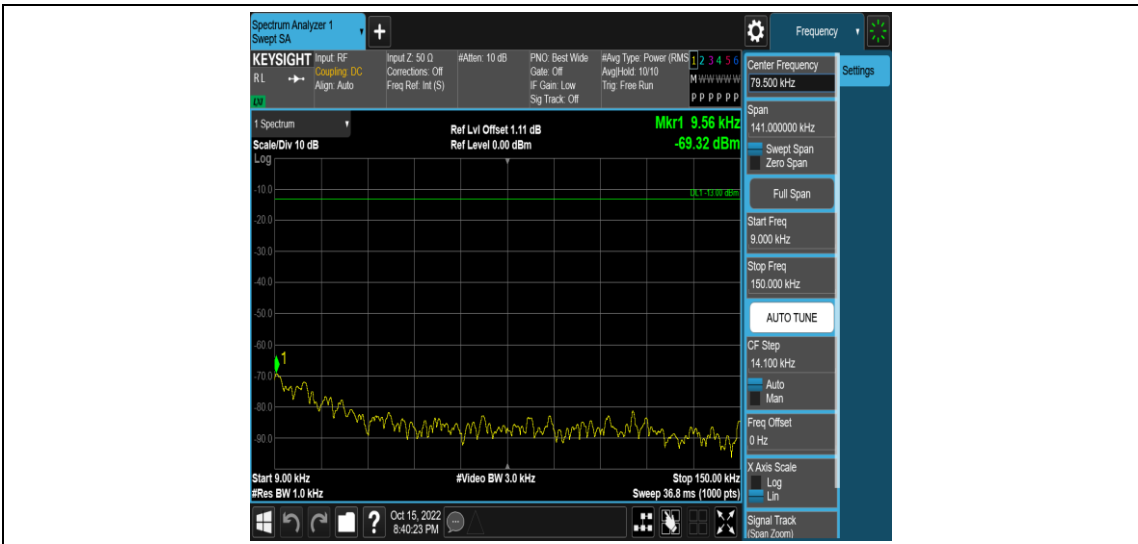 Spectrum Analyzer 1
Swept SA
+
Frequency
KEYSIGHT
RL
LNI
Input: RF
Coupling: DC
Align: Auto
Input Z: 50 Ω
Corrections: Off
Freq Ref: Int (S)
#Atten: 10 dB
PNO: Best Wide
Gate: Off
IF Gain: Low
Sig Track: Off
#Avg Type: Power (RMS
Avg|Hold: 10/10
Trig: Free Run
1 2 3 4 5 6
M W W W W W
P P P P P P
Center Frequency
79.500 kHz
Settings
Span
141.000000 kHz
Swept Span
Zero Span
Full Span
Start Freq
9.000 kHz
Stop Freq
150.000 kHz
AUTO TUNE
CF Step
14.100 kHz
Auto
Man
Freq Offset
0 Hz
X Axis Scale
Log
Lin
Signal Track
(Span Zoom)
1 Spectrum
Scale/Div 10 dB
Log
Ref Lvl Offset 1.11 dB
Ref Level 0.00 dBm
Mkr1 9.56 kHz
-69.32 dBm
DL1 -13.00 dBm
-10.0
-20.0
-30.0
-40.0
-50.0
-60.0
1
-70.0
-80.0
-90.0
Start 9.00 kHz
#Res BW 1.0 kHz
#Video BW 3.0 kHz
Stop 150.00 kHz
Sweep 36.8 ms (1000 pts)
?
Oct 15, 2022
8:40:23 PM